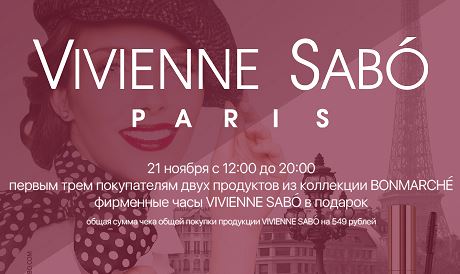 VIVIENNE SABÓ
PARIS
21 ноября с 12:00 до 20:00
первым трем покупателям двух продуктов из коллекции BONMARCHÉ
фирменные часы VIVIENNE SABÓ в подарок
общая сумма чека общей покупки продукции VIVIENNE SABO на 549 рублей